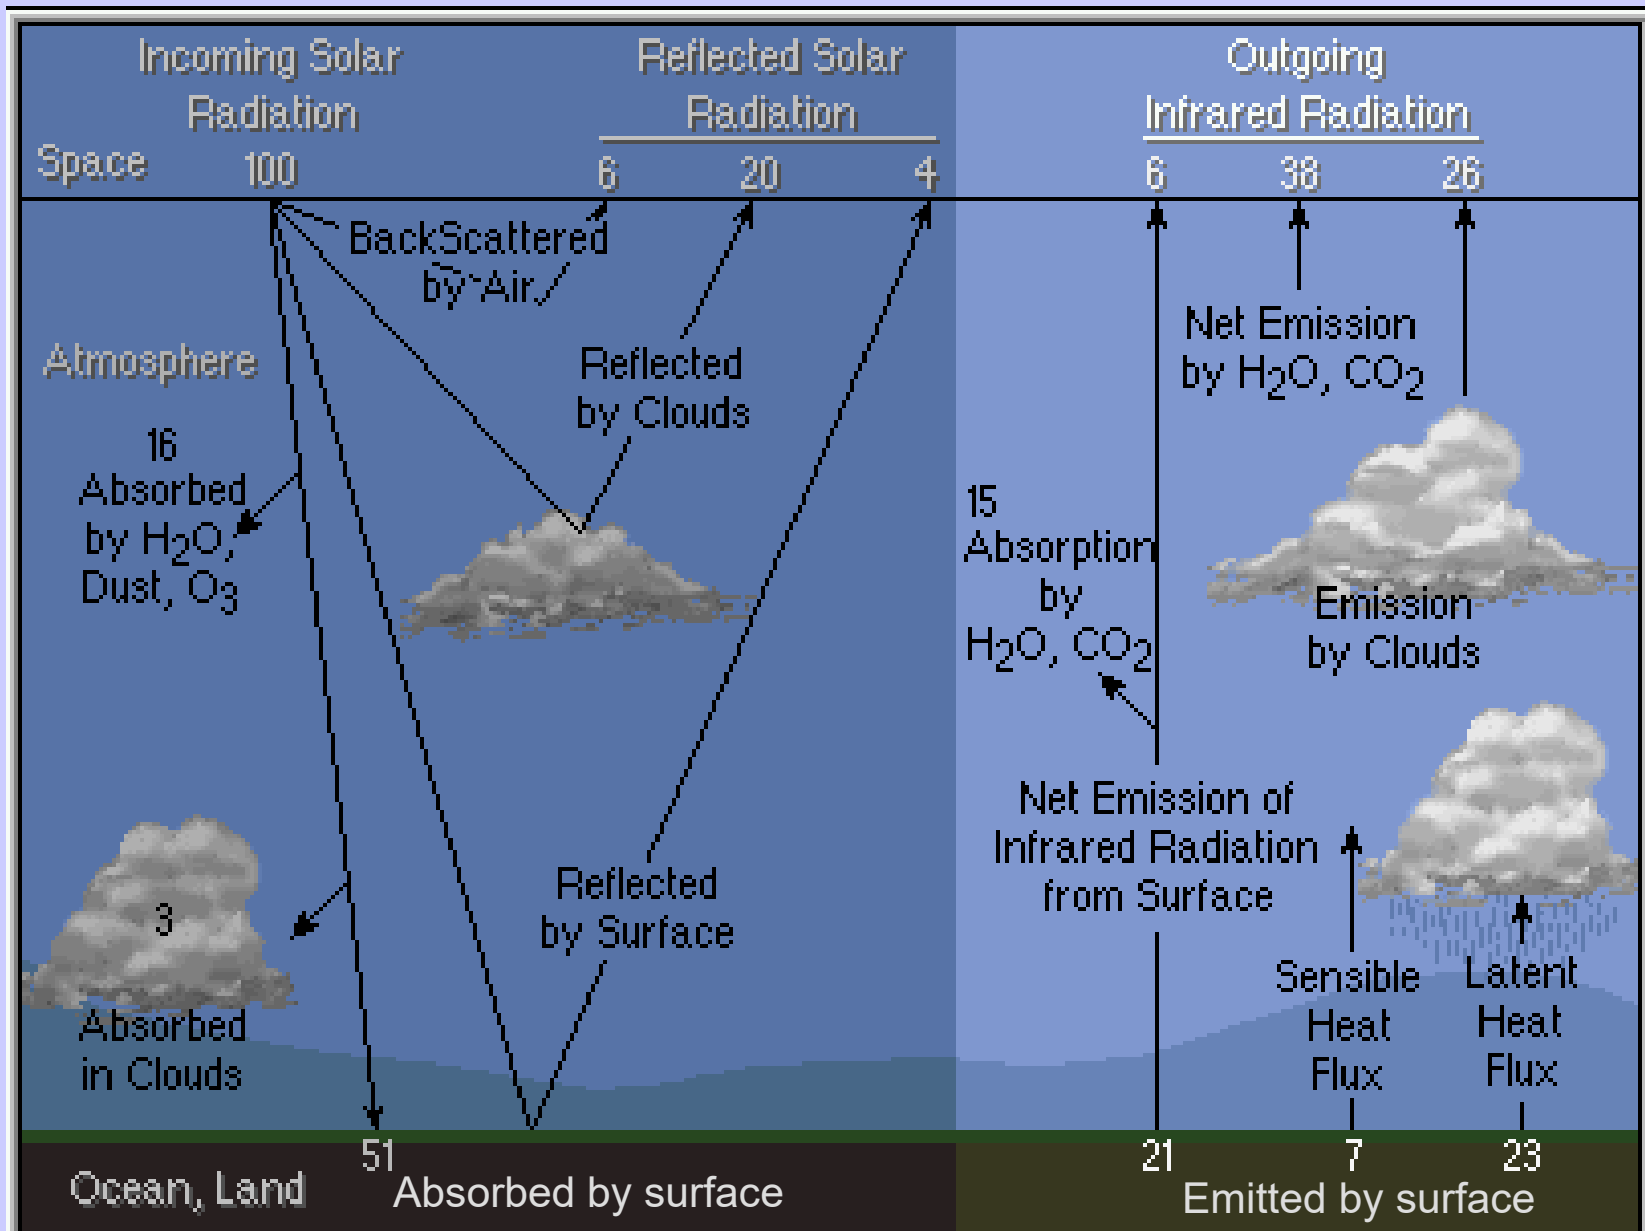 Incoming Solar
Radiation
Reflected Solar
Radiation
Outgoing
Infrared Radiation
Space 100 6 20 4 6 38 26
BackScattered
by Air
Atmosphere
Reflected
by Clouds
16
Absorbed
by H₂O,
Dust, O₃
3
Absorbed
in Clouds
Reflected
by Surface
Net Emission
by H₂O, CO₂
15
Absorption
by
H₂O, CO₂
Emission
by Clouds
Net Emission of
Infrared Radiation
from Surface
Sensible
Heat
Flux
Latent
Heat
Flux
51 21 7 23
Ocean, Land Absorbed by surface Emitted by surface